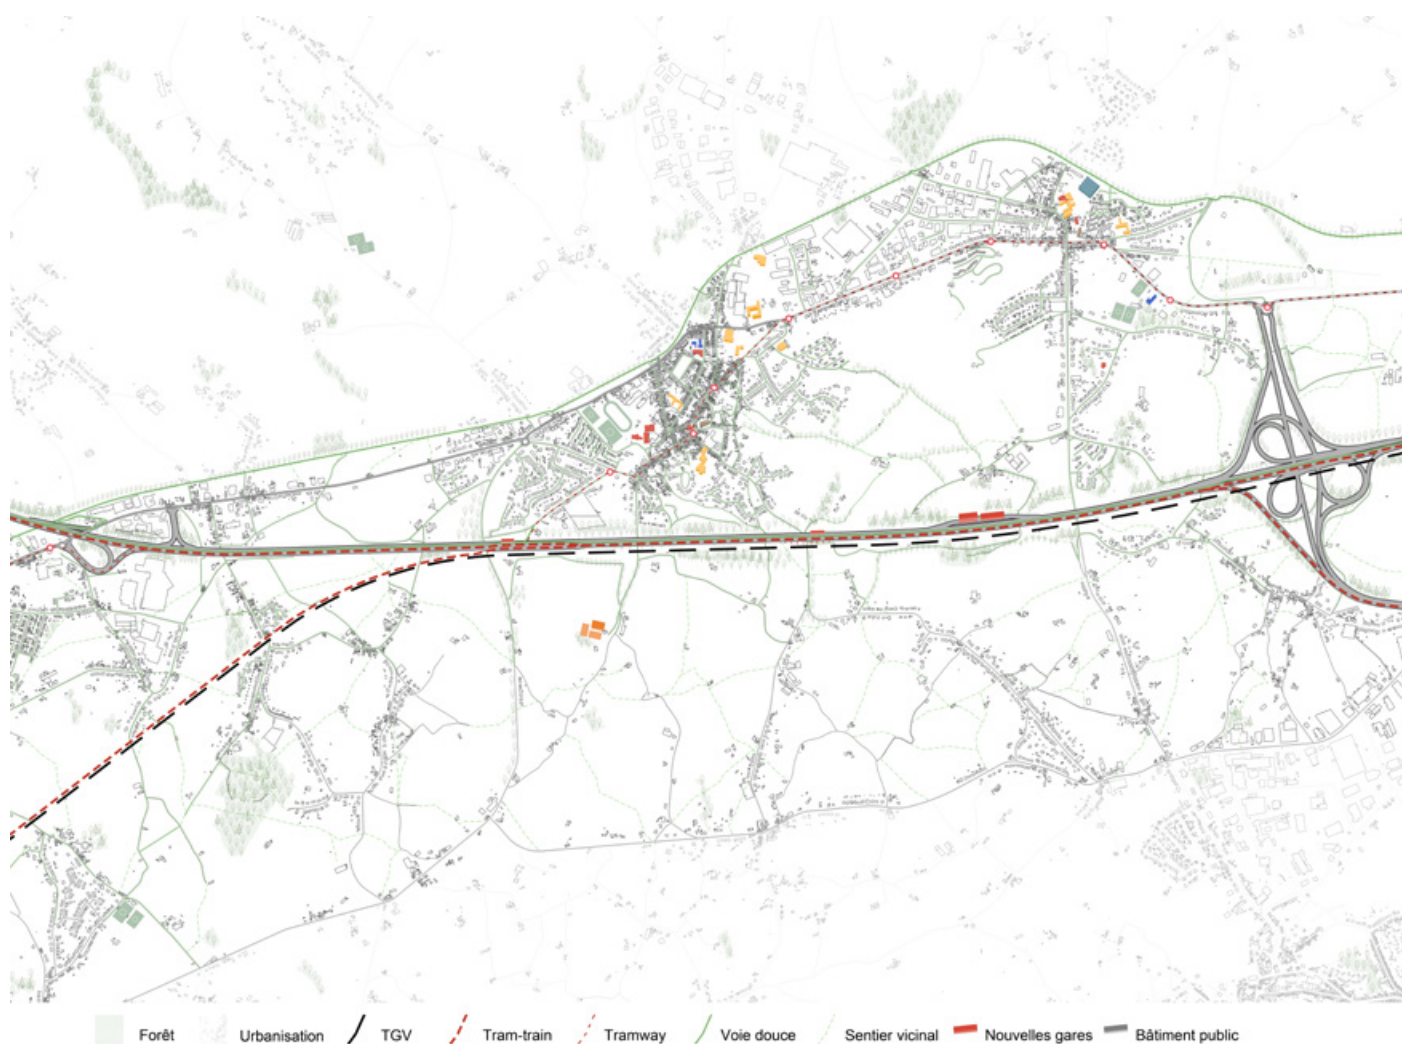 Forêt
Urbanisation
TGV
Tram-train
Tramway
Voie douce
Sentier vicinal
Nouvelles gares
Bâtiment public